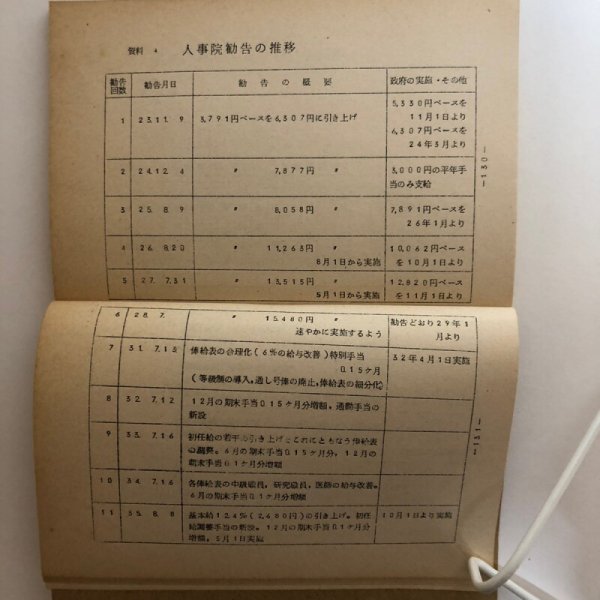 資料 4 人事院勧告の推移
勧告回数 勧告月日 勧告の概要 政府の実施・その他
1 23.11. 9 3,791円ベースを6,307円に引き上げ 5,330円ベースを
11月1日より
6,307円ベースを
24年3月より
2 24.12. 4 〃 7,877円 〃 3,000円の平年手
当のみ支給
3 25. 8. 9 〃 8,058円 〃 7,891円ベースを
26年1月より
4 26. 8.20 〃 11,263円 〃 10,062ベース
8月1日から実施 を10月1日より
5 27. 7.31 〃 13,515円 〃 12,820ベース
5月1日から実施 を11月1日より
―130―
6 28. 7. 〃 15,480円 〃 勧告どおり29年1
速やかに実施するよう 月より
7 31. 7.15 俸給表の合理化(6%の給与改善)特別手当 32年4月1日実施
0.15ヶ月
(等級制の導入,通し号俸の廃止,俸給表の細分化)
8 32. 7.12 12月の期末手当0.15ヶ月分増額,通勤手当の
新設
9 33. 7.16 初任給の若干の引き上げとこれにともなう俸給表
の調整。6月の期末手当0.15ヶ月分,12月の
期末手当0.1ヶ月分増額
10 34. 7.16 各俸給表の中級職員,研究職員,医師の給与改善。
6月の期末手当0.1ヶ月分増額
11 35. 8. 8 基本給12.4%(2,680円)の引き上げ。初任 10月1日より実施
給調整手当の新設。12月の期末手当0.1ヶ月分
増額。5月1日実施
―131―